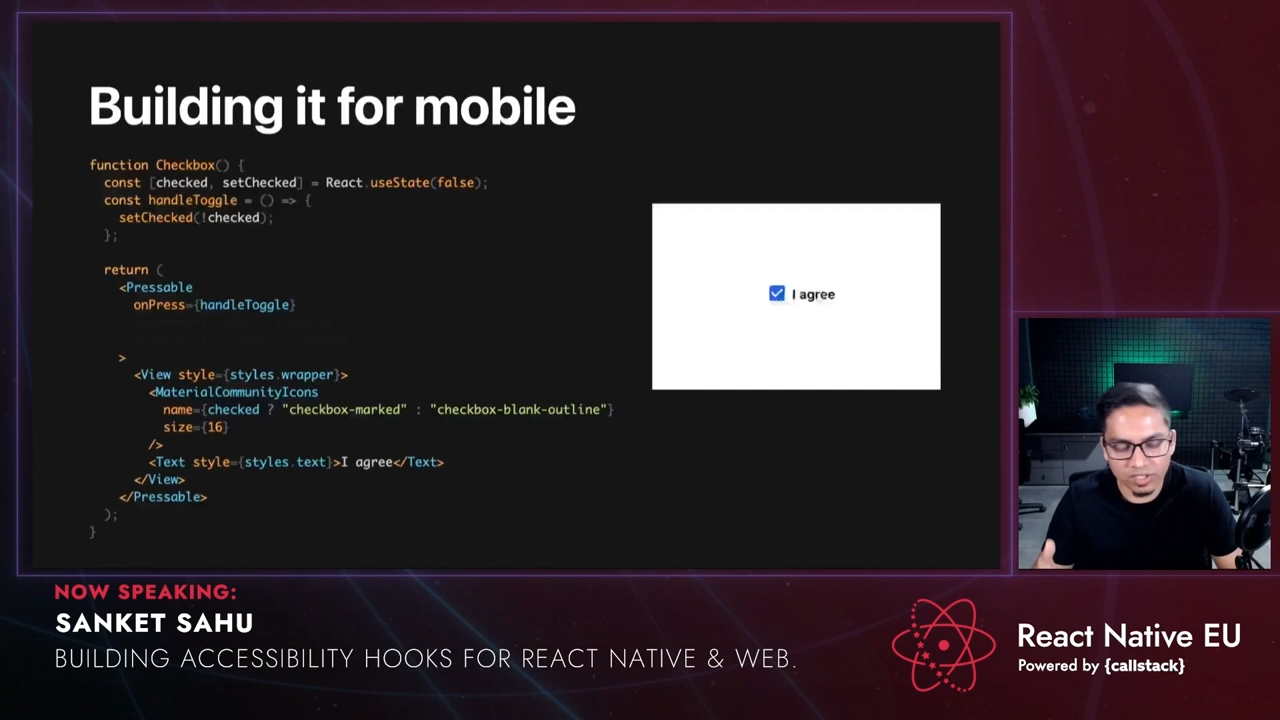 Building it for mobile
function Checkbox() {
const [checked, setChecked] = React.useState(false);
const handleToggle = () => {
setChecked(!checked);
};
return (
<Pressable
onPress={handleToggle}
>
<View style={styles.wrapper}>
<MaterialCommunityIcons
name={checked ? "checkbox-marked" : "checkbox-blank-outline"}
size={16}
/>
<Text style={styles.text}>I agree</Text>
</View>
</Pressable>
);
}
I agree
NOW SPEAKING:
SANKET SAHU
BUILDING ACCESSIBILITY HOOKS FOR REACT NATIVE & WEB.
React Native EU
Powered by {callstack}